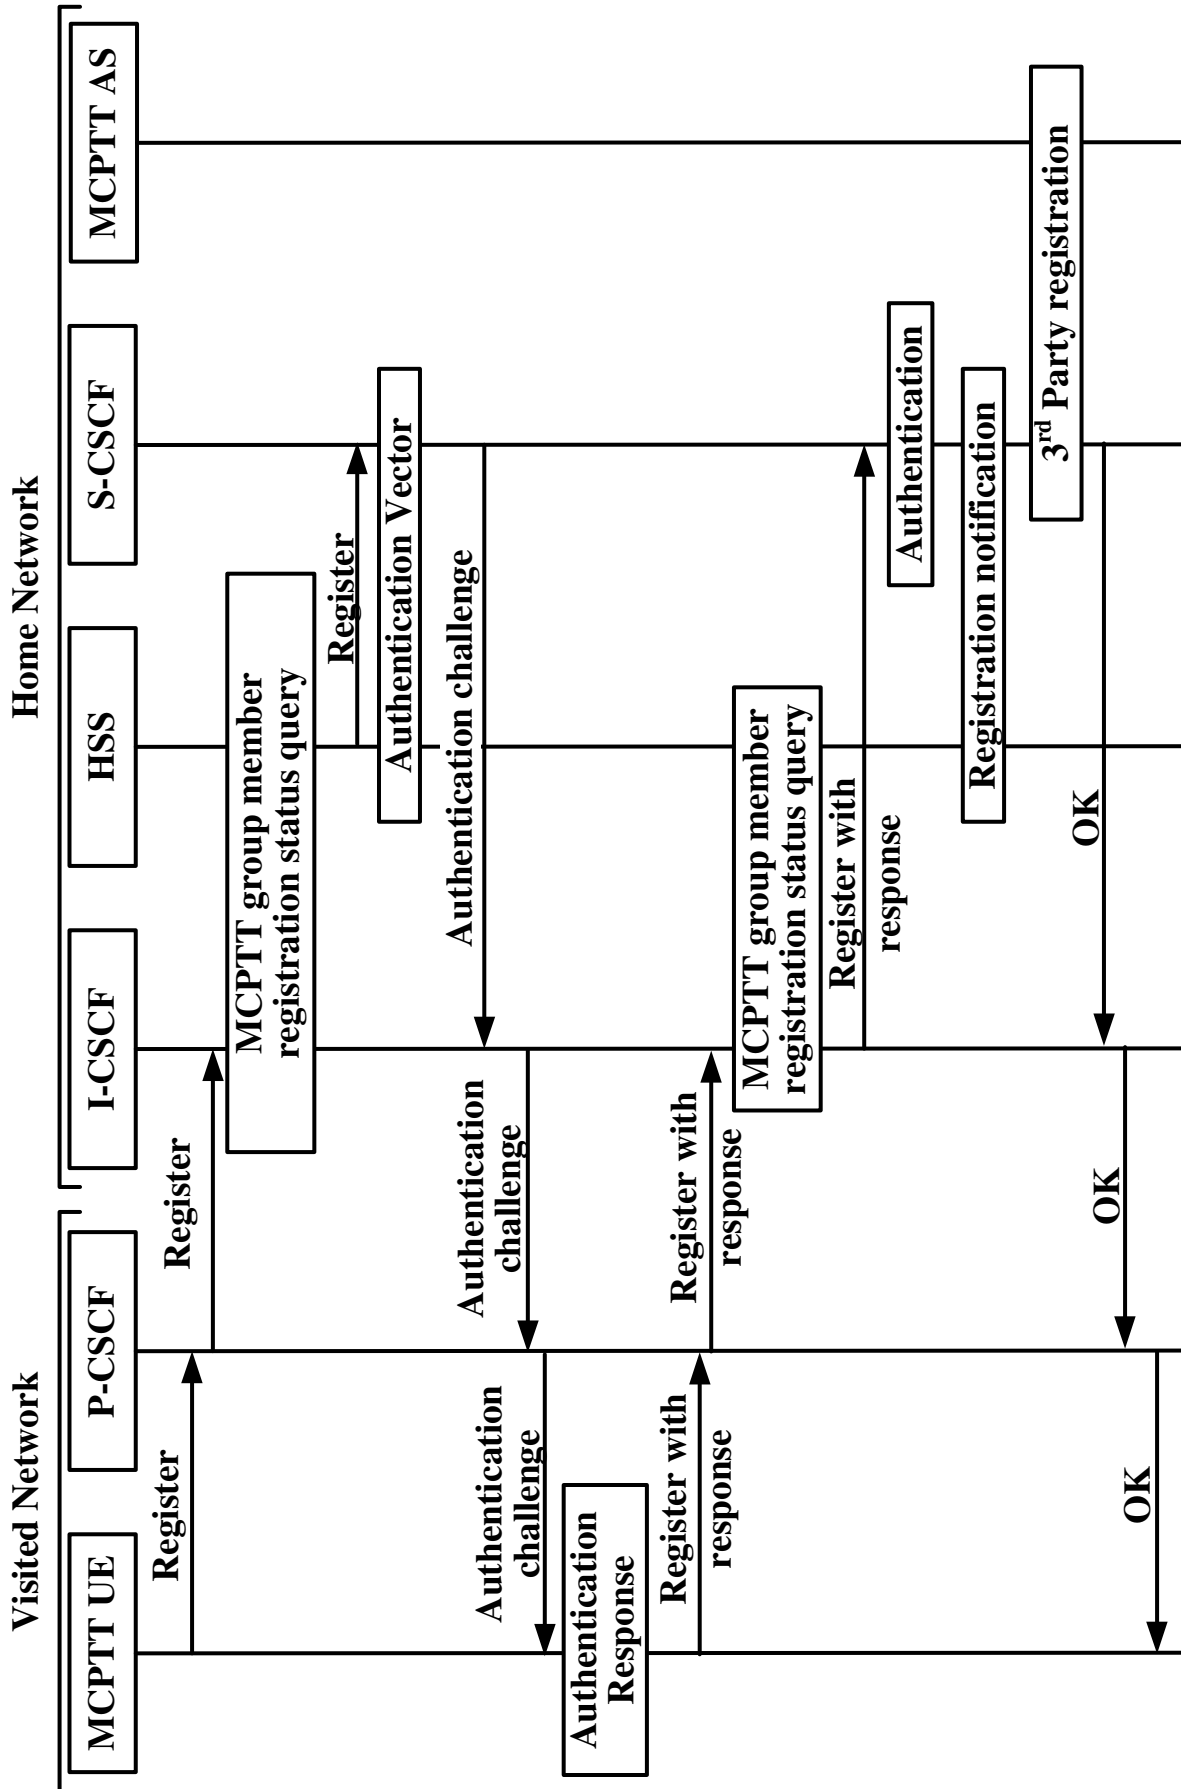 Visited Network
Home Network
MCPTT UE
P-CSCF
I-CSCF
HSS
S-CSCF
MCPTT AS
Register
Register
MCPTT group member
registration status query
Register
Authentication Vector
Authentication challenge
Authentication
challenge
Authentication
challenge
Authentication
Response
Register with
response
Register with
response
MCPTT group member
registration status query
Register with
response
Authentication
Registration notification
3rd Party registration
OK
OK
OK